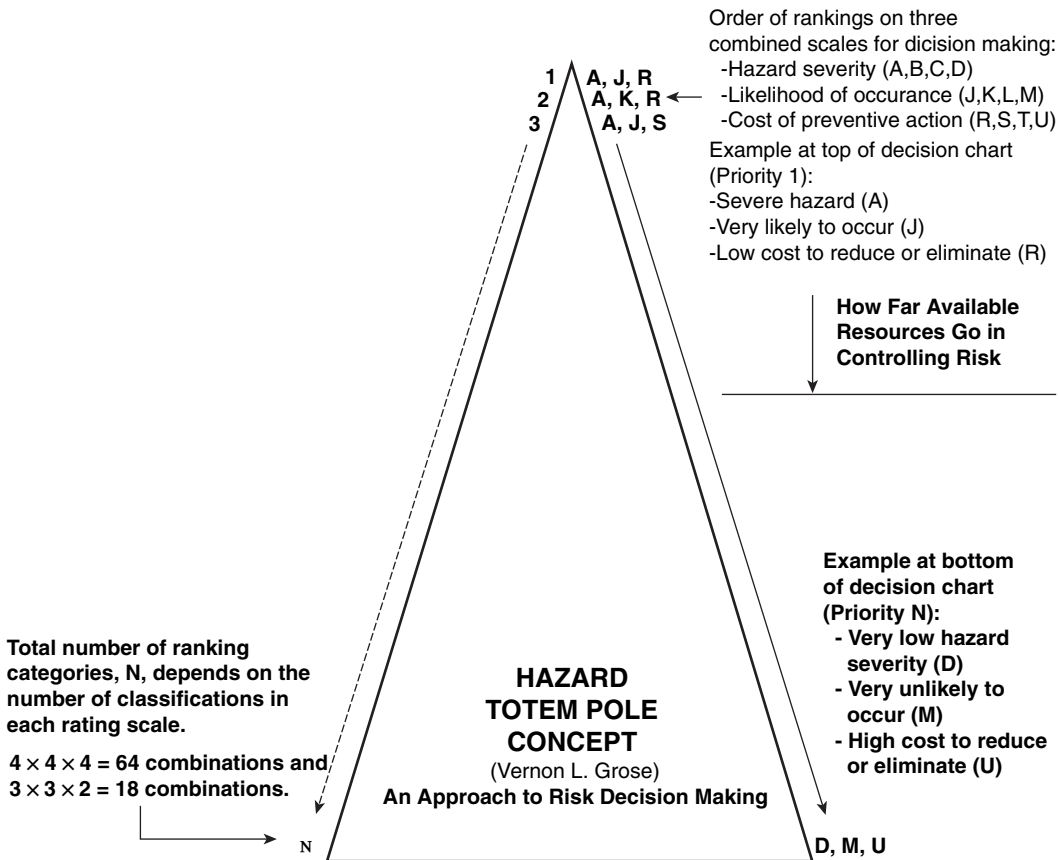 Order of rankings on three
combined scales for dicision making:
-Hazard severity (A,B,C,D)
-Likelihood of occurance (J,K,L,M)
-Cost of preventive action (R,S,T,U)
1 A, J, R
2 A, K, R
3 A, J, S
Example at top of decision chart
(Priority 1):
-Severe hazard (A)
-Very likely to occur (J)
-Low cost to reduce or eliminate (R)
How Far Available
Resources Go in
Controlling Risk
Example at bottom
of decision chart
(Priority N):
- Very low hazard
severity (D)
- Very unlikely to
occur (M)
- High cost to reduce
or eliminate (U)
Total number of ranking
categories, N, depends on the
number of classifications in
each rating scale.
4 × 4 × 4 = 64 combinations and
3 × 3 × 2 = 18 combinations.
HAZARD
TOTEM POLE
CONCEPT
(Vernon L. Grose)
An Approach to Risk Decision Making
N D, M, U